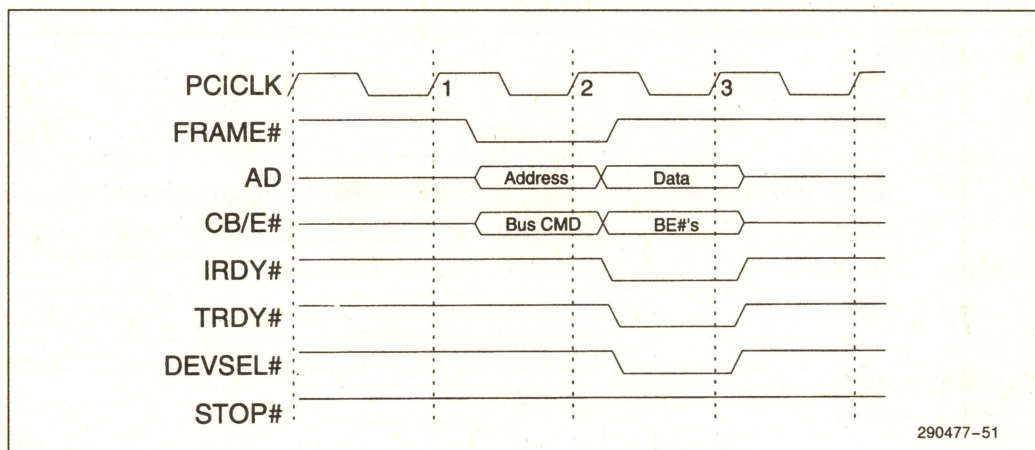 PCICLK 1 2 3
FRAME#
AD Address Data
CB/E# Bus CMD BE#'s
IRDY#
TRDY#
DEVSEL#
STOP#
290477-51